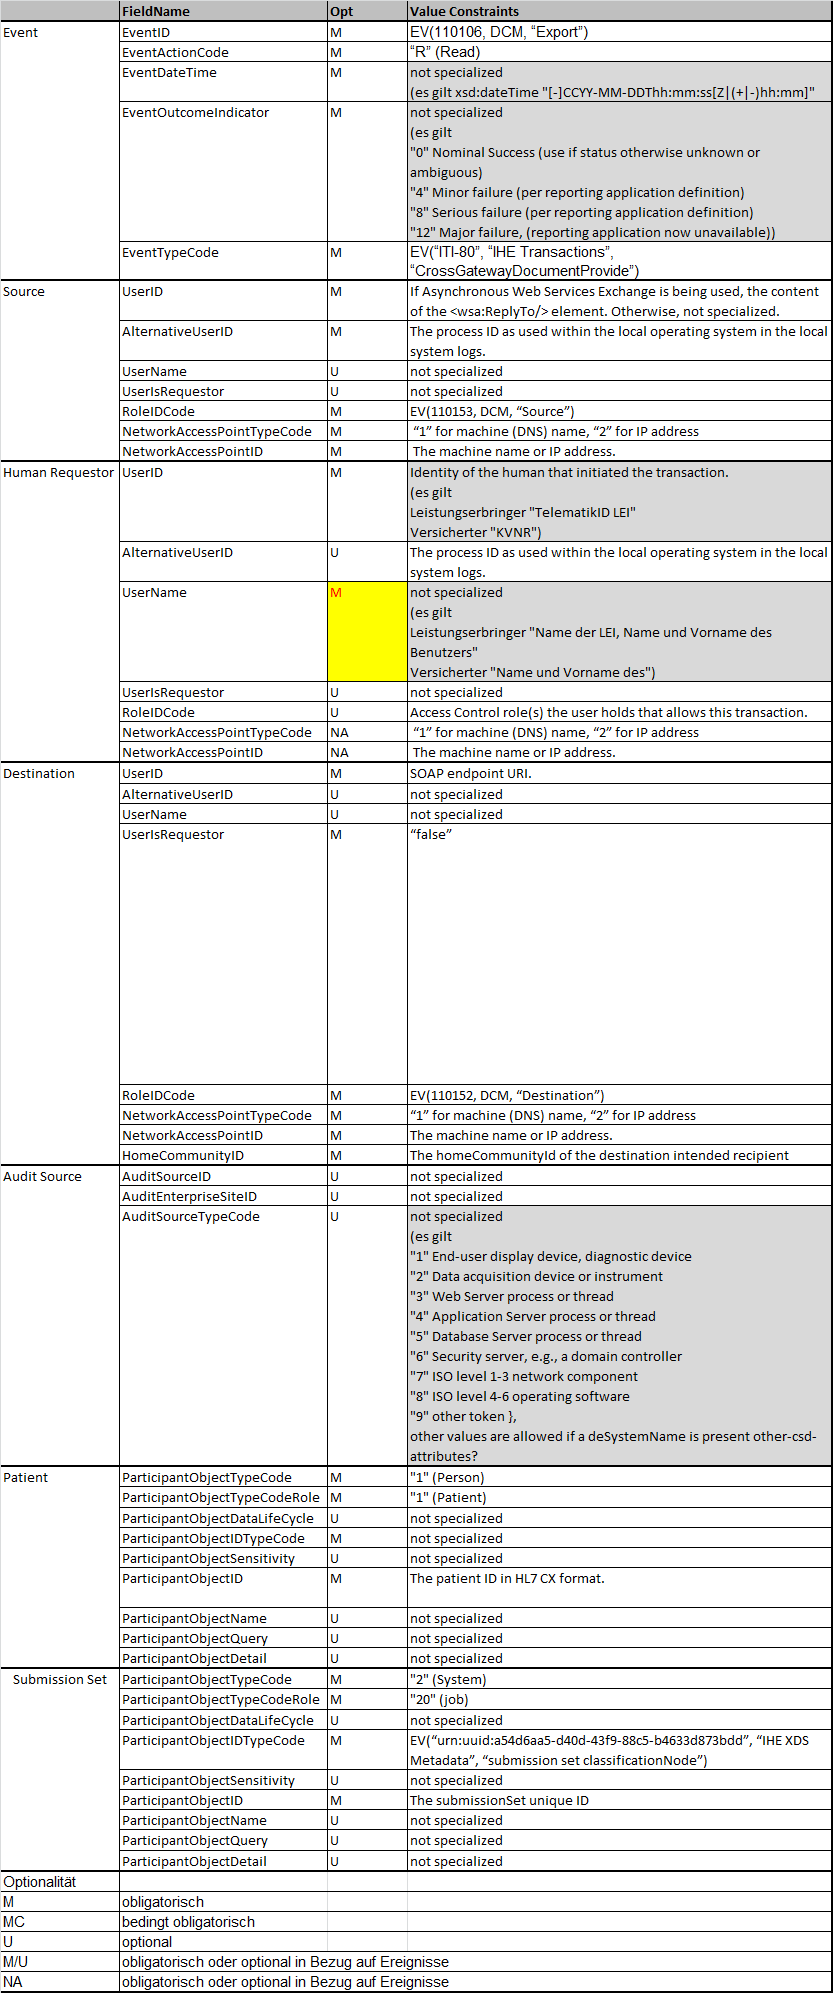 FieldName Opt Value Constraints
Event EventID M EV(110106, DCM, “Export”)
EventActionCode M “R” (Read)
EventDateTime M not specialized
(es gilt xsd:dateTime "[-]CCYY-MM-DDThh:mm:ss[Z|(+|-)hh:mm]"
EventOutcomeIndicator M not specialized
(es gilt
"0" Nominal Success (use if status otherwise unknown or
ambiguous)
"4" Minor failure (per reporting application definition)
"8" Serious failure (per reporting application definition)
"12" Major failure, (reporting application now unavailable))
EventTypeCode M EV(“ITI-80”, “IHE Transactions”,
“CrossGatewayDocumentProvide”)
Source UserID M If Asynchronous Web Services Exchange is being used, the content
of the <wsa:ReplyTo/> element. Otherwise, not specialized.
AlternativeUserID M The process ID as used within the local operating system in the local
system logs.
UserName U not specialized
UserIsRequestor U not specialized
RoleIDCode M EV(110153, DCM, “Source”)
NetworkAccessPointTypeCode M “1” for machine (DNS) name, “2” for IP address
NetworkAccessPointID M The machine name or IP address.
Human Requestor UserID M Identity of the human that initiated the transaction.
(es gilt
Leistungserbringer "TelematikID LEI"
Versicherter "KVNR")
AlternativeUserID U The process ID as used within the local operating system in the local
system logs.
UserName M not specialized
(es gilt
Leistungserbringer "Name der LEI, Name und Vorname des
Benutzers"
Versicherter "Name und Vorname des")
UserIsRequestor U not specialized
RoleIDCode U Access Control role(s) the user holds that allows this transaction.
NetworkAccessPointTypeCode NA “1” for machine (DNS) name, “2” for IP address
NetworkAccessPointID NA The machine name or IP address.
Destination UserID M SOAP endpoint URI.
AlternativeUserID U not specialized
UserName U not specialized
UserIsRequestor M “false”
RoleIDCode M EV(110152, DCM, “Destination”)
NetworkAccessPointTypeCode M “1” for machine (DNS) name, “2” for IP address
NetworkAccessPointID M The machine name or IP address.
HomeCommunityID M The homeCommunityId of the destination intended recipient
Audit Source AuditSourceID U not specialized
AuditEnterpriseSiteID U not specialized
AuditSourceTypeCode U not specialized
(es gilt
"1" End-user display device, diagnostic device
"2" Data acquisition device or instrument
"3" Web Server process or thread
"4" Application Server process or thread
"5" Database Server process or thread
"6" Security server, e.g., a domain controller
"7" ISO level 1-3 network component
"8" ISO level 4-6 operating software
"9" other token },
other values are allowed if a deSystemName is present other-csd-
attributes?
Patient ParticipantObjectTypeCode M "1" (Person)
ParticipantObjectTypeCodeRole M "1" (Patient)
ParticipantObjectDataLifeCycle U not specialized
ParticipantObjectIDTypeCode M not specialized
ParticipantObjectSensitivity U not specialized
ParticipantObjectID M The patient ID in HL7 CX format.
ParticipantObjectName U not specialized
ParticipantObjectQuery U not specialized
ParticipantObjectDetail U not specialized
Submission Set ParticipantObjectTypeCode M "2" (System)
ParticipantObjectTypeCodeRole M "20" (job)
ParticipantObjectDataLifeCycle U not specialized
ParticipantObjectIDTypeCode M EV(“urn:uuid:a54d6aa5-d40d-43f9-88c5-b4633d873bdd”, “IHE XDS
Metadata”, “submission set classificationNode”)
ParticipantObjectSensitivity U not specialized
ParticipantObjectID M The submissionSet unique ID
ParticipantObjectName U not specialized
ParticipantObjectQuery U not specialized
ParticipantObjectDetail U not specialized
Optionalität
M obligatorisch
MC bedingt obligatorisch
U optional
M/U obligatorisch oder optional in Bezug auf Ereignisse
NA obligatorisch oder optional in Bezug auf Ereignisse